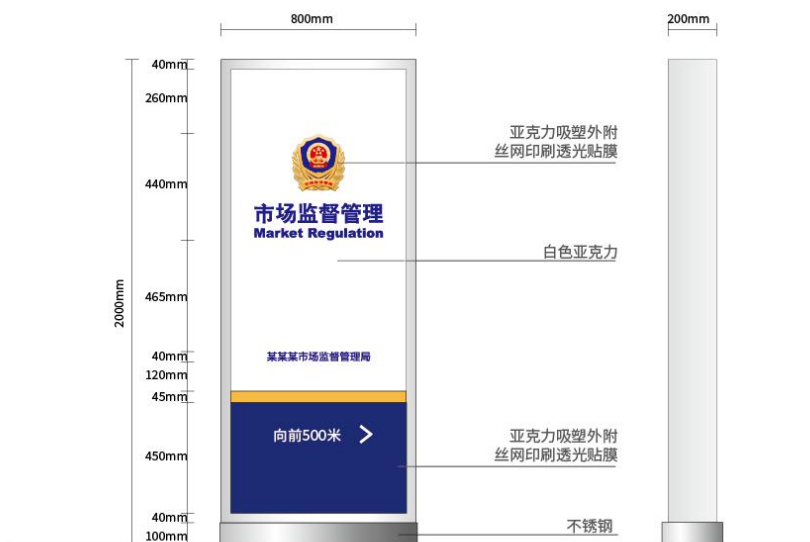 800mm
200mm
40mm
260mm
440mm
465mm
40mm
120mm
45mm
450mm
40mm
100mm
2000mm
市场监督管理
Market Regulation
某某某市场监督管理局
向前500米
亚克力吸塑外附
丝网印刷透光贴膜
白色亚克力
亚克力吸塑外附
丝网印刷透光贴膜
不锈钢